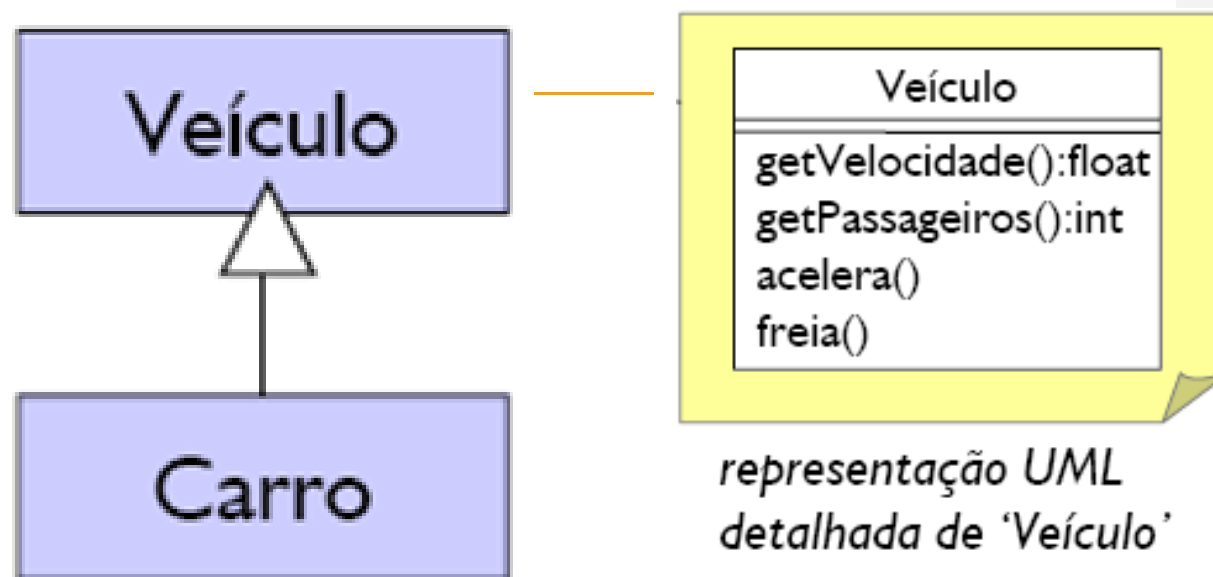 Veículo
Carro
Veículo
getVelocidade():float
getPassageiros():int
acelera()
freia()
representação UML
detalhada de ‘Veículo’